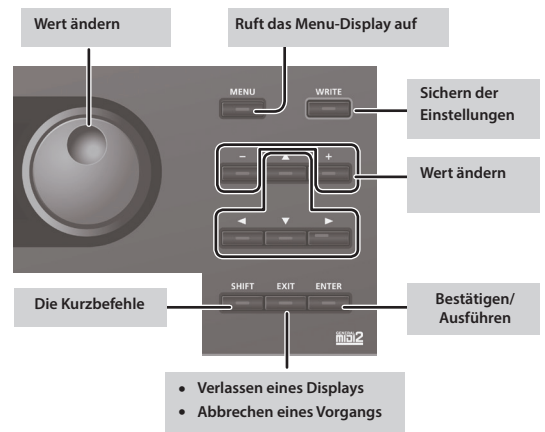 Wert ändern
Ruft das Menu-Display auf
MENU
WRITE
Sichern der
Einstellungen
− ▲ +
Wert ändern
◄ ▼ ►
SHIFT EXIT ENTER
Die Kurzbefehle
Bestätigen/
Ausführen
GENERAL
MIDI2
• Verlassen eines Displays
• Abbrechen eines Vorgangs